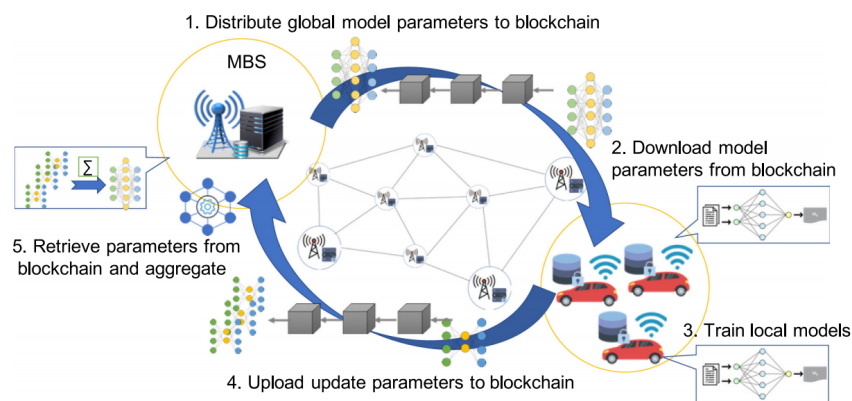 1. Distribute global model parameters to blockchain
MBS
∑
2. Download model
parameters from blockchain
5. Retrieve parameters from
blockchain and aggregate
3. Train local models
4. Upload update parameters to blockchain